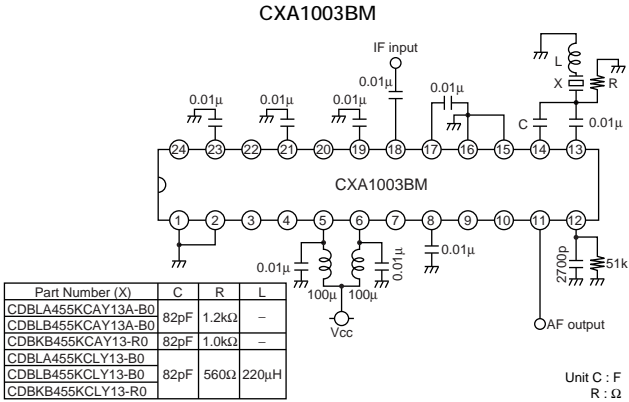 CXA1003BM
IF input
L
X
R
0.01μ
0.01μ
0.01μ
0.01μ
0.01μ
C
0.01μ
24 23 22 21 20 19 18 17 16 15 14 13
CXA1003BM
1 2 3 4 5 6 7 8 9 10 11 12
0.01μ
0.01μ
0.01μ
2700p
51k
100μ 100μ
Vcc
AF output
Part Number (X) C R L
CDBLA455KCAY13A-B0
CDBLB455KCAY13A-B0
82pF 1.2kΩ –
CDBKB455KCAY13-R0 82pF 1.0kΩ –
CDBLA455KCLY13-B0
CDBLB455KCLY13-B0
CDBKB455KCLY13-R0
82pF 560Ω 220μH
Unit C : F
R : Ω